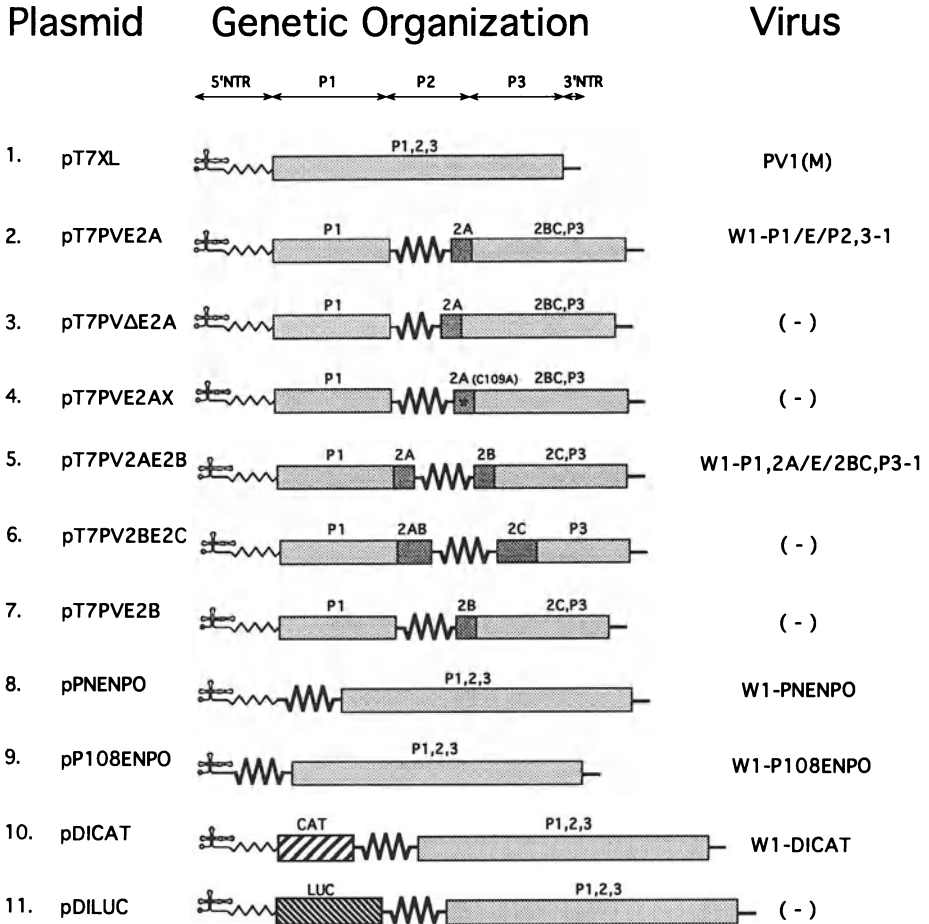 Plasmid Genetic Organization Virus
5'NTR P1 P2 P3 3'NTR
P1,2,3
1. pT7XL PV1(M)
P1 2A 2BC,P3
2. pT7PVE2A W1-P1/E/P2,3-1
P1 2A 2BC,P3
3. pT7PVΔE2A (-)
P1 2A (C109A) 2BC,P3
4. pT7PVE2AX *
(-)
P1 2A 2B 2C,P3
5. pT7PV2AE2B W1-P1,2A/E/2BC,P3-1
P1 2AB 2C P3
6. pT7PV2BE2C (-)
P1 2B 2C,P3
7. pT7PVE2B (-)
P1,2,3
8. pPNENPO W1-PNENPO
P1,2,3
9. pP108ENPO W1-P108ENPO
CAT P1,2,3
10. pDICAT W1-DICAT
LUC P1,2,3
11. pDILUC (-)